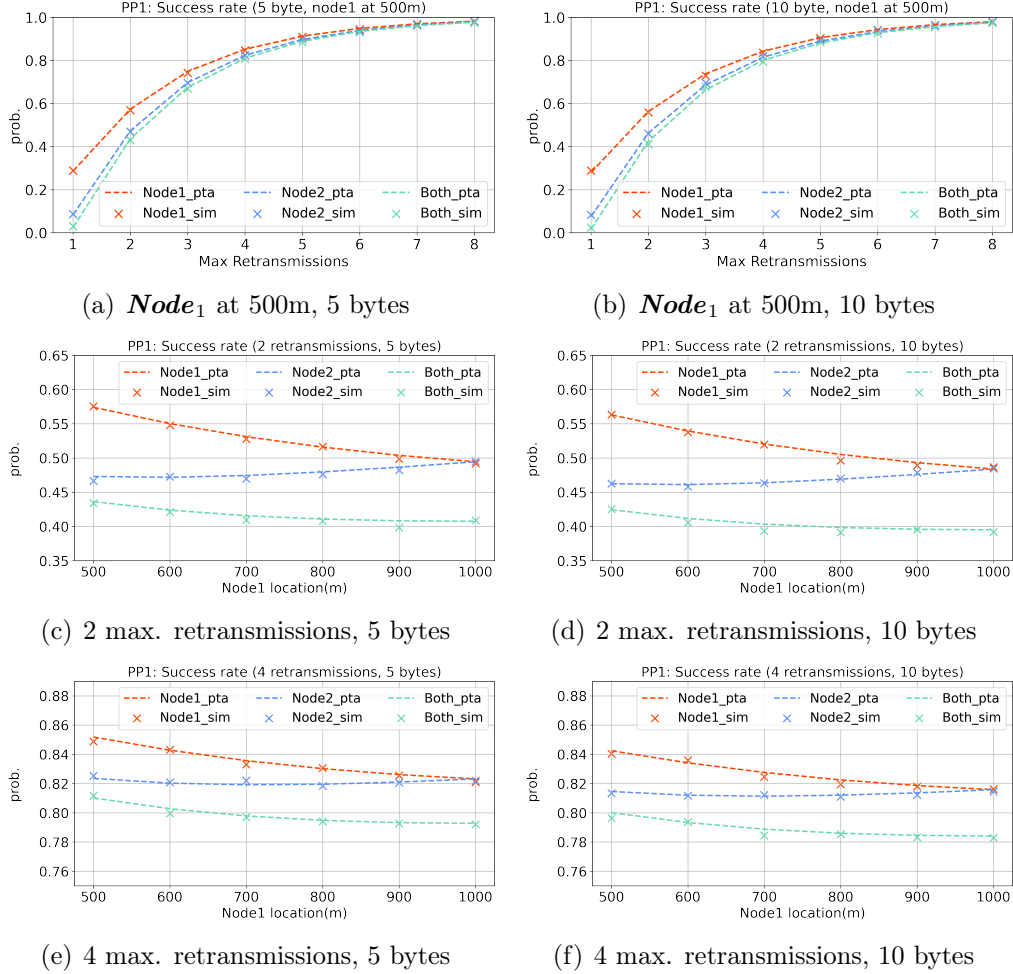 PP1: Success rate (5 byte, node1 at 500m)
1.0
0.8
0.6
0.4
0.2
0.0
prob.
Node1_pta Node2_pta Both_pta
Node1_sim Node2_sim Both_sim
1 2 3 4 5 6 7 8
Max Retransmissions
(a) Node1 at 500m, 5 bytes
PP1: Success rate (10 byte, node1 at 500m)
1.0
0.8
0.6
0.4
0.2
0.0
prob.
Node1_pta Node2_pta Both_pta
Node1_sim Node2_sim Both_sim
1 2 3 4 5 6 7 8
Max Retransmissions
(b) Node1 at 500m, 10 bytes
PP1: Success rate (2 retransmissions, 5 bytes)
0.65
0.60
0.55
0.50
0.45
0.40
0.35
prob.
Node1_pta Node2_pta Both_pta
Node1_sim Node2_sim Both_sim
500 600 700 800 900 1000
Node1 location(m)
(c) 2 max. retransmissions, 5 bytes
PP1: Success rate (2 retransmissions, 10 bytes)
0.65
0.60
0.55
0.50
0.45
0.40
0.35
prob.
Node1_pta Node2_pta Both_pta
Node1_sim Node2_sim Both_sim
500 600 700 800 900 1000
Node1 location(m)
(d) 2 max. retransmissions, 10 bytes
PP1: Success rate (4 retransmissions, 5 bytes)
0.88
0.86
0.84
0.82
0.80
0.78
0.76
prob.
Node1_pta Node2_pta Both_pta
Node1_sim Node2_sim Both_sim
500 600 700 800 900 1000
Node1 location(m)
(e) 4 max. retransmissions, 5 bytes
PP1: Success rate (4 retransmissions, 10 bytes)
0.88
0.86
0.84
0.82
0.80
0.78
0.76
prob.
Node1_pta Node2_pta Both_pta
Node1_sim Node2_sim Both_sim
500 600 700 800 900 1000
Node1 location(m)
(f) 4 max. retransmissions, 10 bytes